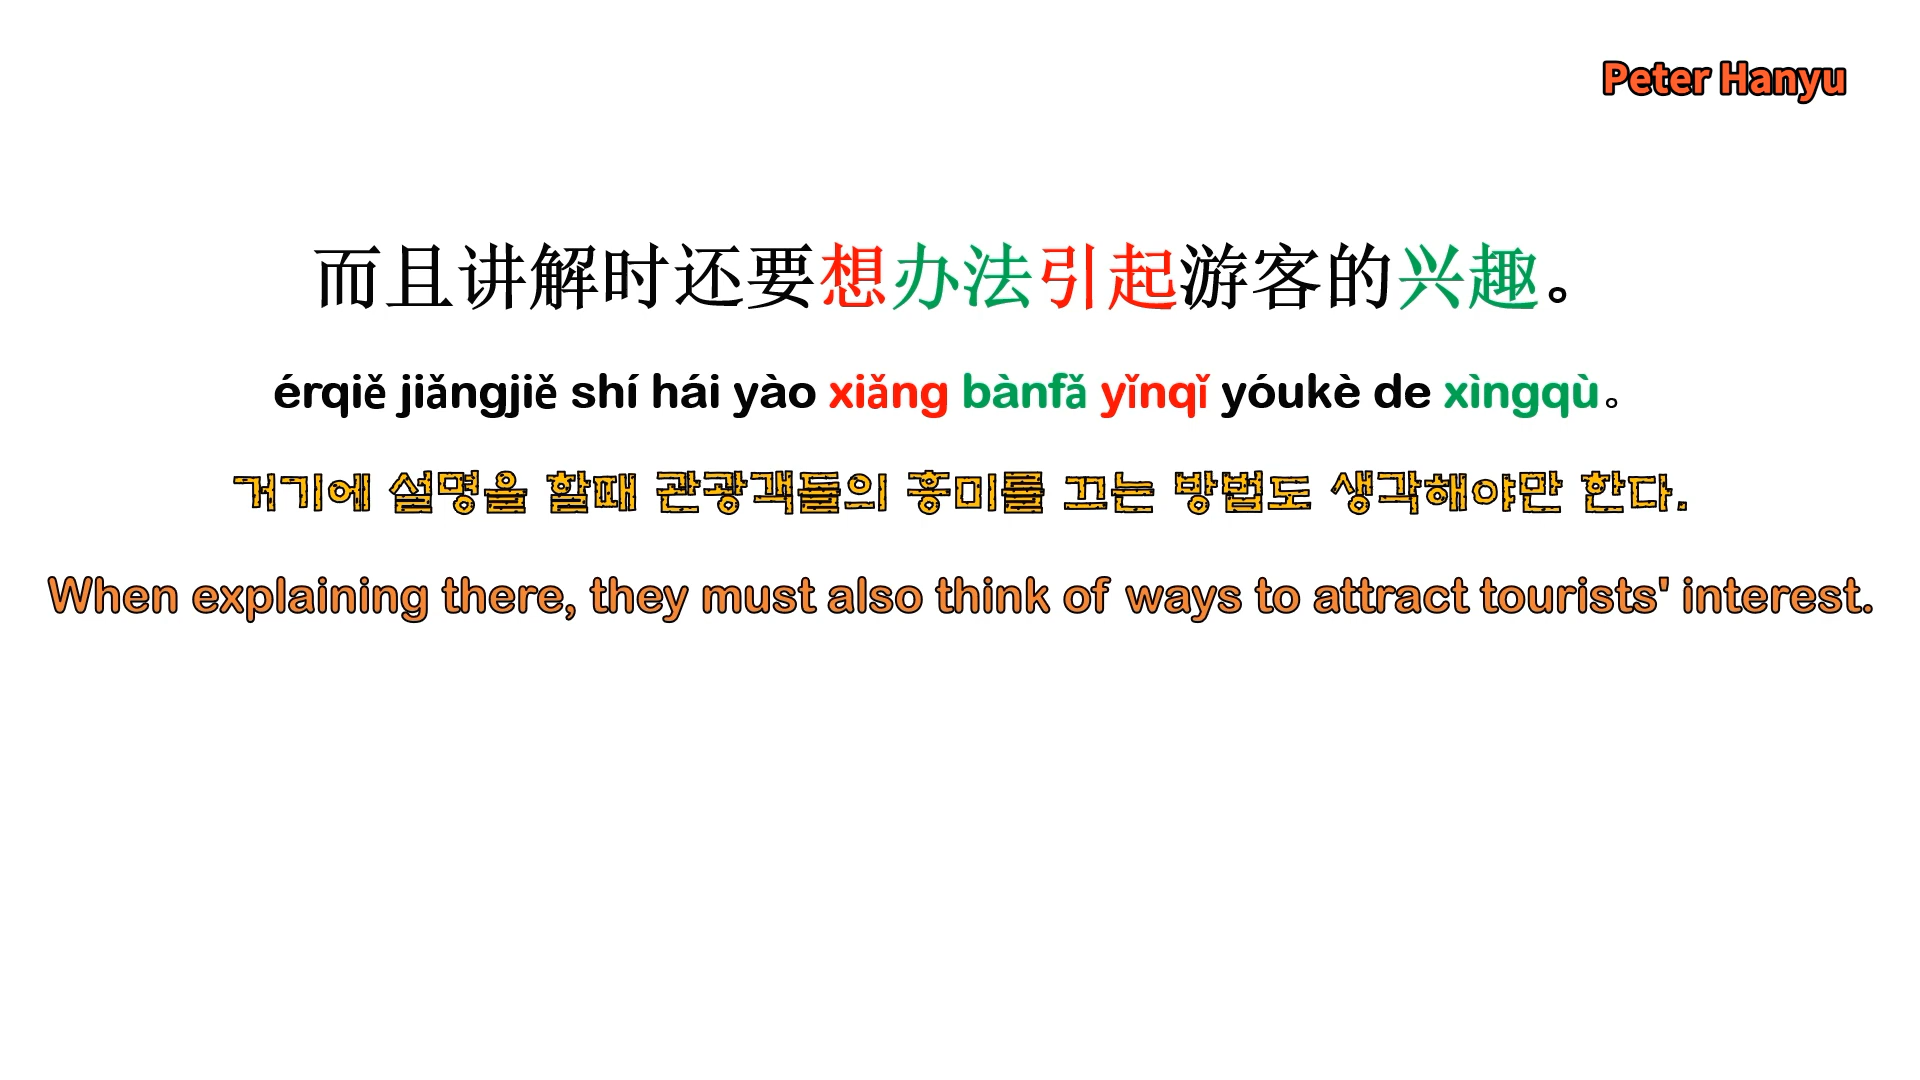 Peter Hanyu
而且讲解时还要想办法引起游客的兴趣。
érqiě jiǎngjiě shí hái yào xiǎng bànfǎ yǐnqǐ yóukè de xìngqù。
거기에 설명을 할때 관광객들의 흥미를 끄는 방법도 생각해야만 한다.
When explaining there, they must also think of ways to attract tourists' interest.